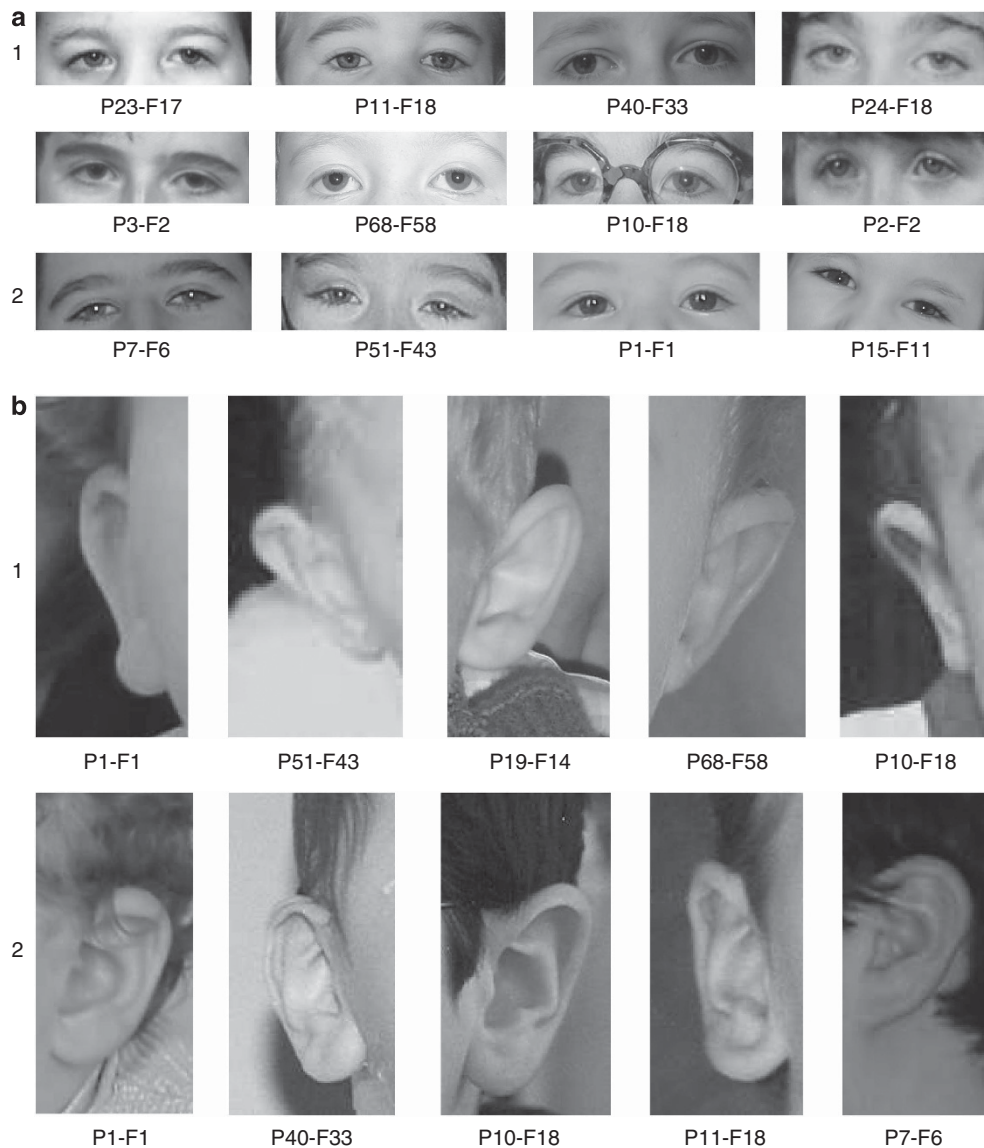 a
1
P23-F17 P11-F18 P40-F33 P24-F18
P3-F2 P68-F58 P10-F18 P2-F2
2
P7-F6 P51-F43 P1-F1 P15-F11
b
1
P1-F1 P51-F43 P19-F14 P68-F58 P10-F18
2
P1-F1 P40-F33 P10-F18 P11-F18 P7-F6